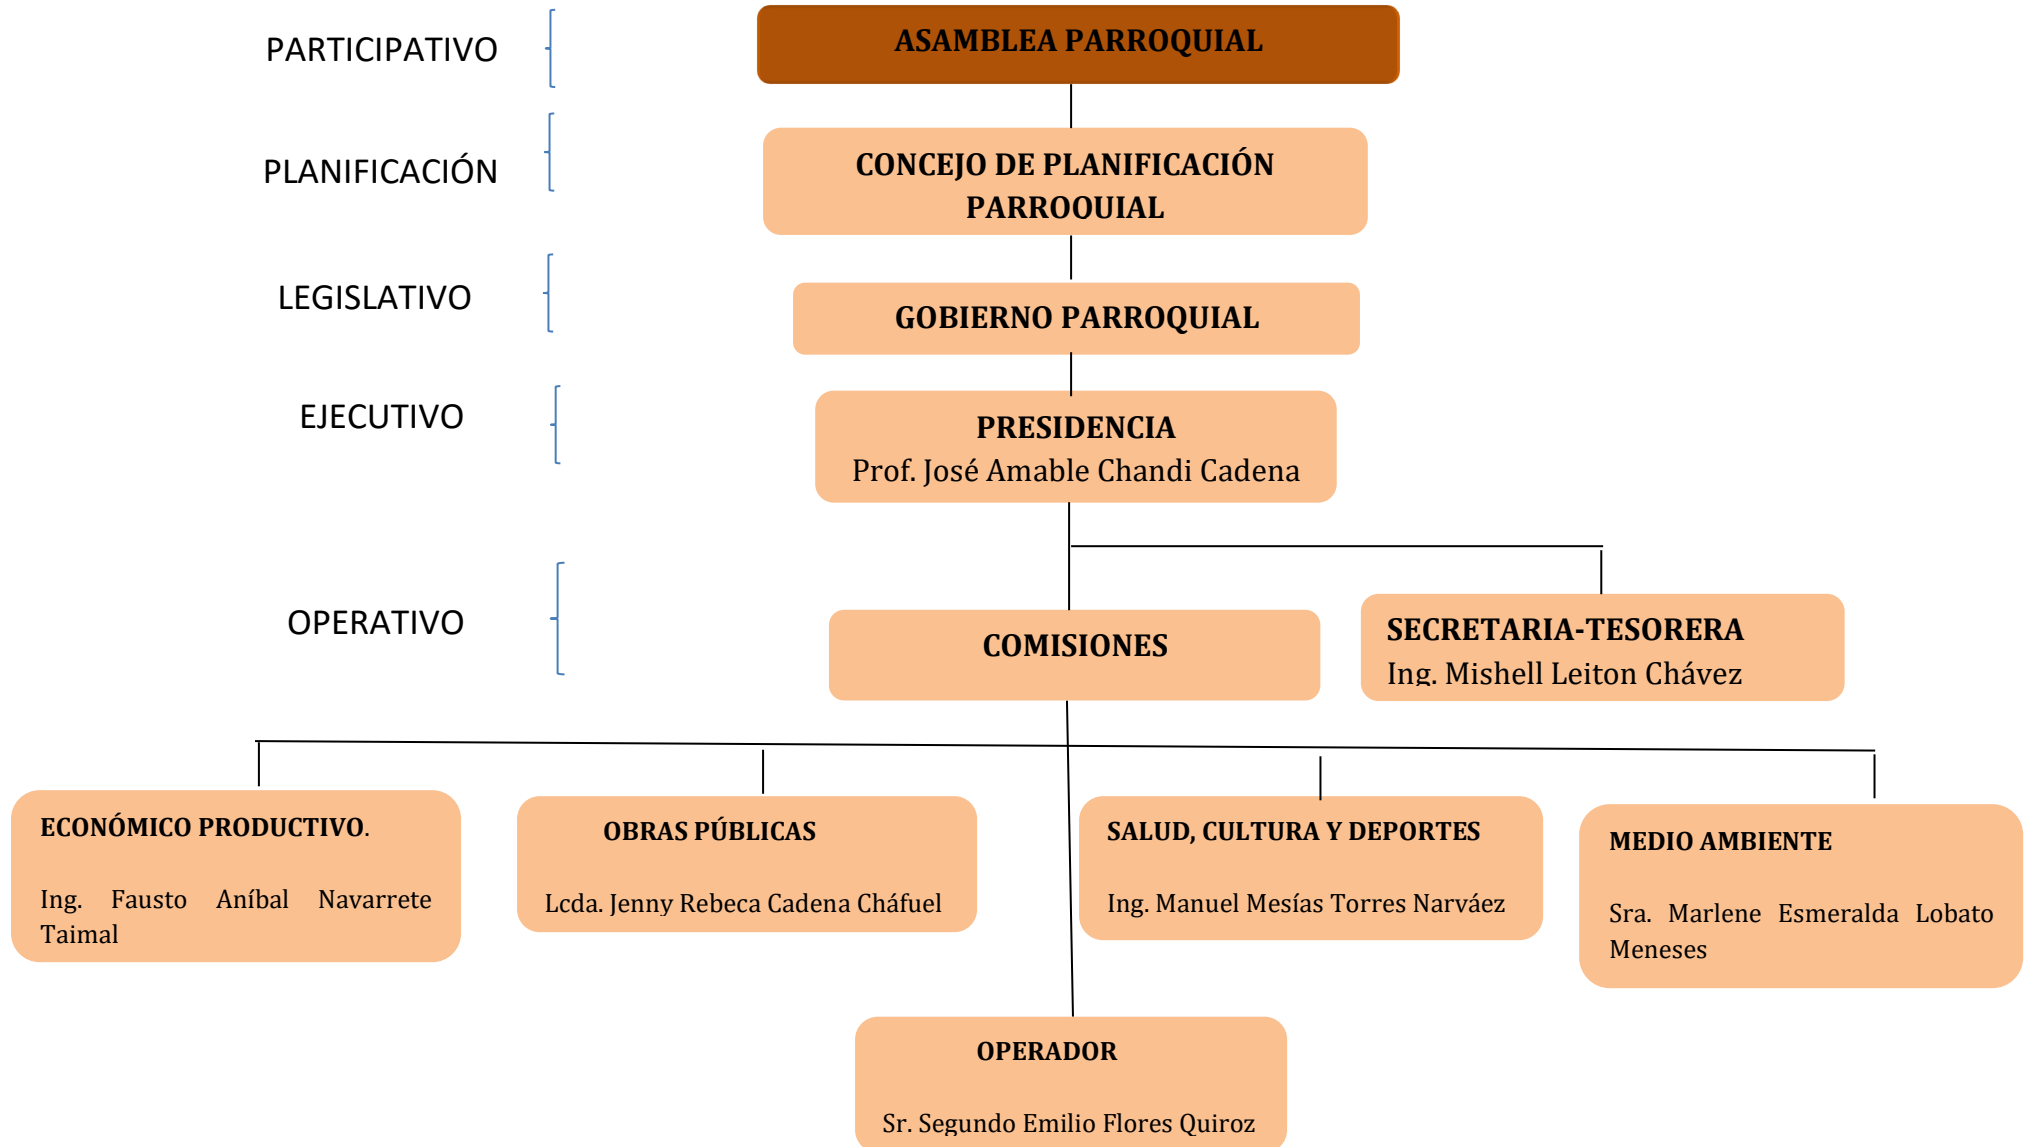 PARTICIPATIVO
ASAMBLEA PARROQUIAL
PLANIFICACIÓN
CONCEJO DE PLANIFICACIÓN
PARROQUIAL
LEGISLATIVO
GOBIERNO PARROQUIAL
EJECUTIVO
PRESIDENCIA
Prof. José Amable Chandi Cadena
OPERATIVO
COMISIONES
SECRETARIA-TESORERA
Ing. Mishell Leiton Chávez
ECONÓMICO PRODUCTIVO.
Ing. Fausto Aníbal Navarrete
Taimal
OBRAS PÚBLICAS
Lcda. Jenny Rebeca Cadena Cháfuel
SALUD, CULTURA Y DEPORTES
Ing. Manuel Mesías Torres Narváez
MEDIO AMBIENTE
Sra. Marlene Esmeralda Lobato
Meneses
OPERADOR
Sr. Segundo Emilio Flores Quiroz